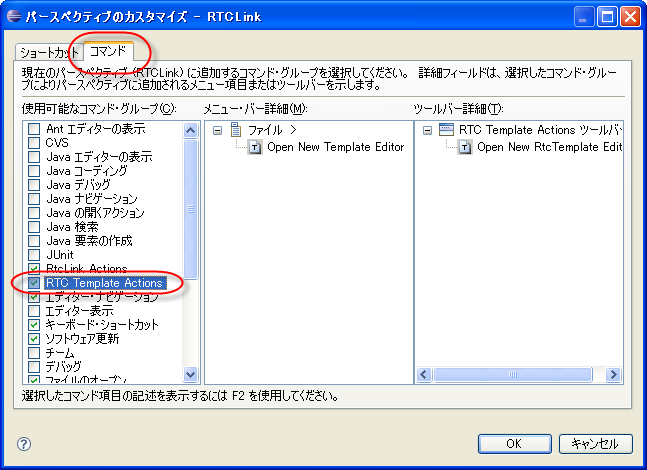 パースペクティブのカスタマイズ - RTCLink
ショートカット コマンド
現在のパースペクティブ (RTCLink) に追加するコマンド・グループを選択してください。 詳細フィールドは、選択したコマンド・グループによりパースペクティブに追加されるメニュー項目またはツールバーを示します。
使用可能なコマンド・グループ(C):
Ant エディターの表示
CVS
Java エディターの表示
Java コーディング
Java デバッグ
Java ナビゲーション
Java の開くアクション
Java 検索
Java 要素の作成
JUnit
RtcLink Actions
RTC Template Actions
エディター・ナビゲーション
エディター表示
キーボード・ショートカット
ソフトウェア更新
チーム
デバッグ
ファイルのオープン
メニュー・バー詳細(M):
ファイル >
Open New Template Editor
ツールバー詳細(T):
RTC Template Actions ツールバ
Open New RtcTemplate Edit
選択したコマンド項目の記述を表示するには F2 を使用してください。
?
OK
キャンセル